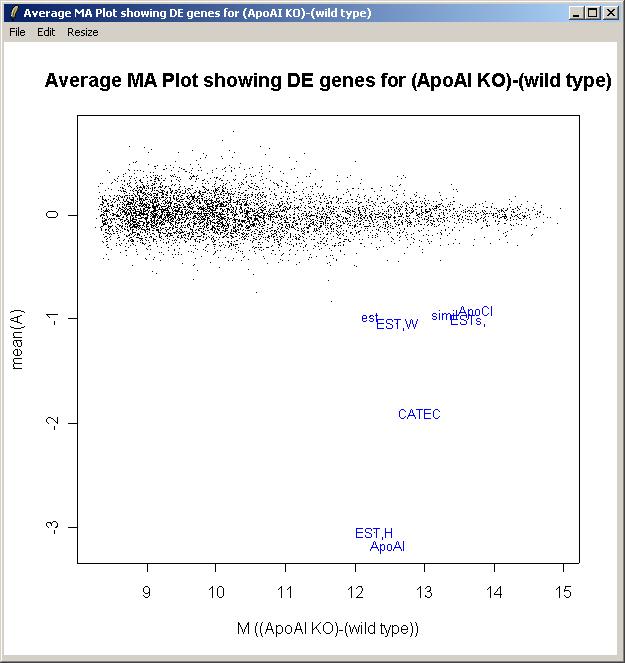 Average MA Plot showing DE genes for (ApoAI KO)-(wild type)
File Edit Resize
Average MA Plot showing DE genes for (ApoAI KO)-(wild type)
0
-1
-2
-3
mean(A)
est
EST,W
ApoCI
ESTs,
CATEC
EST,H
ApoAI
9 10 11 12 13 14 15
M ((ApoAI KO)-(wild type))